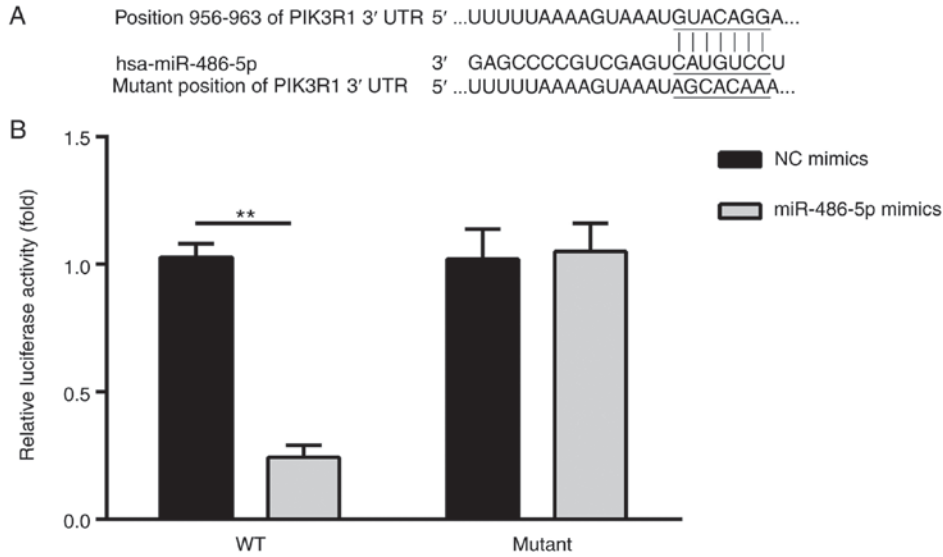 A
Position 956-963 of PIK3R1 3′ UTR 5′ ...UUUUUAAAAGUAAAUGUACAGGA...
hsa-miR-486-5p 3′ GAGCCCCGUCGAGUCAUGUCCU
Mutant position of PIK3R1 3′ UTR 5′ ...UUUUUAAAAGUAAAUAGCACAAA...
B
Relative luciferase activity (fold)
1.5
1.0
0.5
0.0
**
WT
Mutant
NC mimics
miR-486-5p mimics